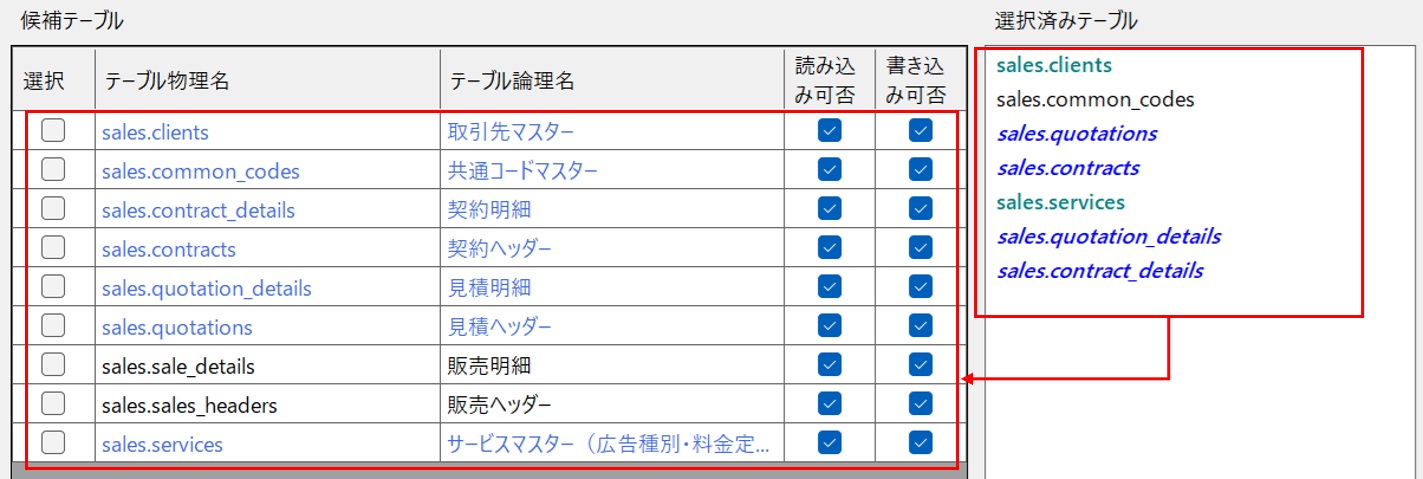 候補テーブル
選択 テーブル物理名 テーブル論理名 読み込み可否 書き込み可否
sales.clients 取引先マスター
sales.common_codes 共通コードマスター
sales.contract_details 契約明細
sales.contracts 契約ヘッダー
sales.quotation_details 見積明細
sales.quotations 見積ヘッダー
sales.sale_details 販売明細
sales.sales_headers 販売ヘッダー
sales.services サービスマスター（広告種別・料金定...
選択済みテーブル
sales.clients
sales.common_codes
sales.quotations
sales.contracts
sales.services
sales.quotation_details
sales.contract_details